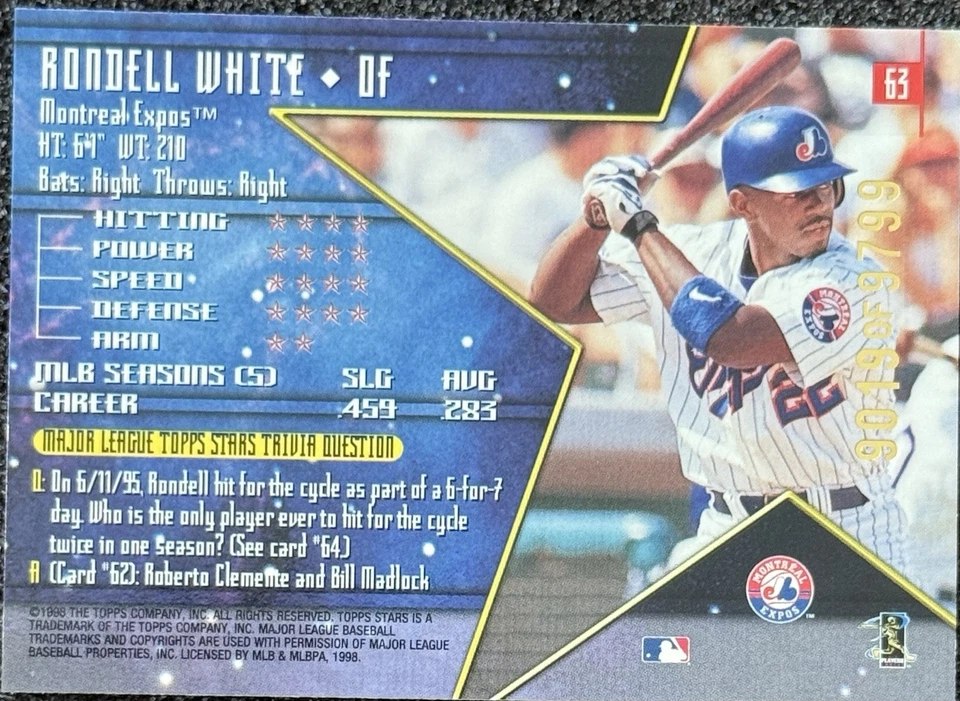 RONDELL WHITE ◆ OF
Montreal Expos™
HT: 6'1" WT: 210
Bats: Right Throws: Right
HITTING ★ ★ ★ ★
POWER ★ ★ ★ ★
SPEED ★ ★ ★ ★
DEFENSE ★ ★ ★ ★
ARM ★ ★
MLB SEASONS (5) SLG AVG
CAREER .459 .283
MAJOR LEAGUE TOPPS STARS TRIVIA QUESTION
Q: On 6/11/95, Rondell hit for the cycle as part of a 6-for-7
day. Who is the only player ever to hit for the cycle
twice in one season? (See card #64.)
A (Card #62): Roberto Clemente and Bill Madlock
©1998 THE TOPPS COMPANY, INC. ALL RIGHTS RESERVED. TOPPS STARS IS A
TRADEMARK OF THE TOPPS COMPANY, INC. MAJOR LEAGUE BASEBALL
TRADEMARKS AND COPYRIGHTS ARE USED WITH PERMISSION OF MAJOR LEAGUE
BASEBALL PROPERTIES, INC. LICENSED BY MLB & MLBPA, 1998.
63
9019 OF 9799
MONTREAL
EXPOS
22
MONTREAL
EXPOS™
PLAYERS